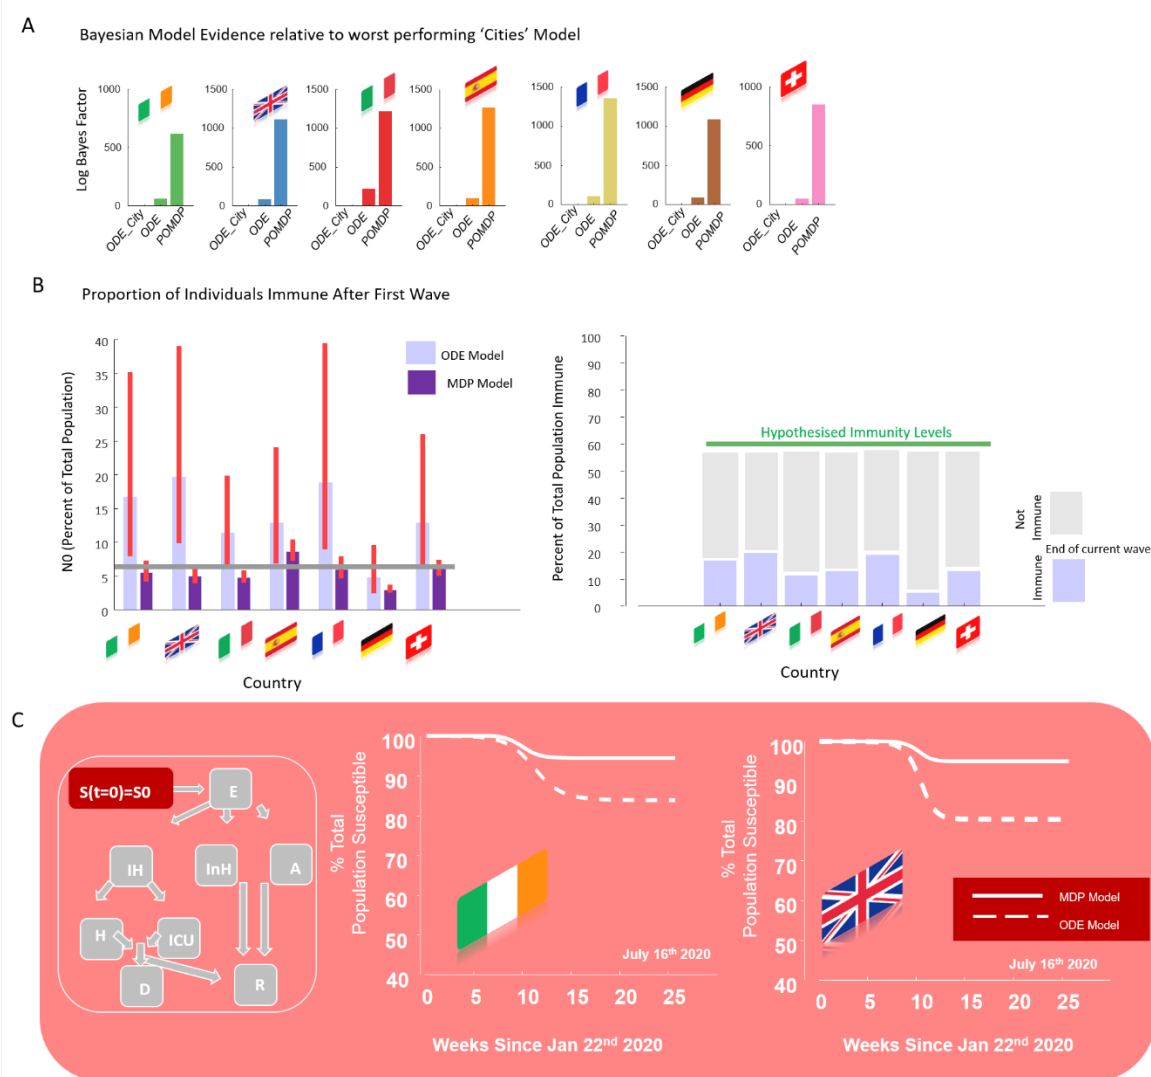 A
Bayesian Model Evidence relative to worst performing ‘Cities’ Model
Log Bayes Factor
1000
500
0
ODE_City
ODE
POMDP
1500
1000
500
0
ODE_City
ODE
POMDP
1500
1000
500
0
ODE_City
ODE
POMDP
1500
1000
500
0
ODE_City
ODE
POMDP
1500
1000
500
0
ODE_City
ODE
POMDP
1500
1000
500
0
ODE_City
ODE
POMDP
1000
500
0
ODE_City
ODE
POMDP
B
Proportion of Individuals Immune After First Wave
N0 (Percent of Total Population)
40
35
30
25
20
15
10
5
0
ODE Model
MDP Model
Country
Percent of Total Population Immune
100
90
80
70
60
50
40
30
20
10
0
Hypothesised Immunity Levels
Not
Immune
End of current wave
Immune
Country
C
S(t=0)=S0
E
IH
InH
A
H
ICU
D
R
% Total
Population Susceptible
100
90
80
70
60
50
40
July 16th 2020
0 5 10 15 20 25
Weeks Since Jan 22nd 2020
% Total
Population Susceptible
100
90
80
70
60
50
40
MDP Model
ODE Model
July 16th 2020
0 5 10 15 20 25
Weeks Since Jan 22nd 2020